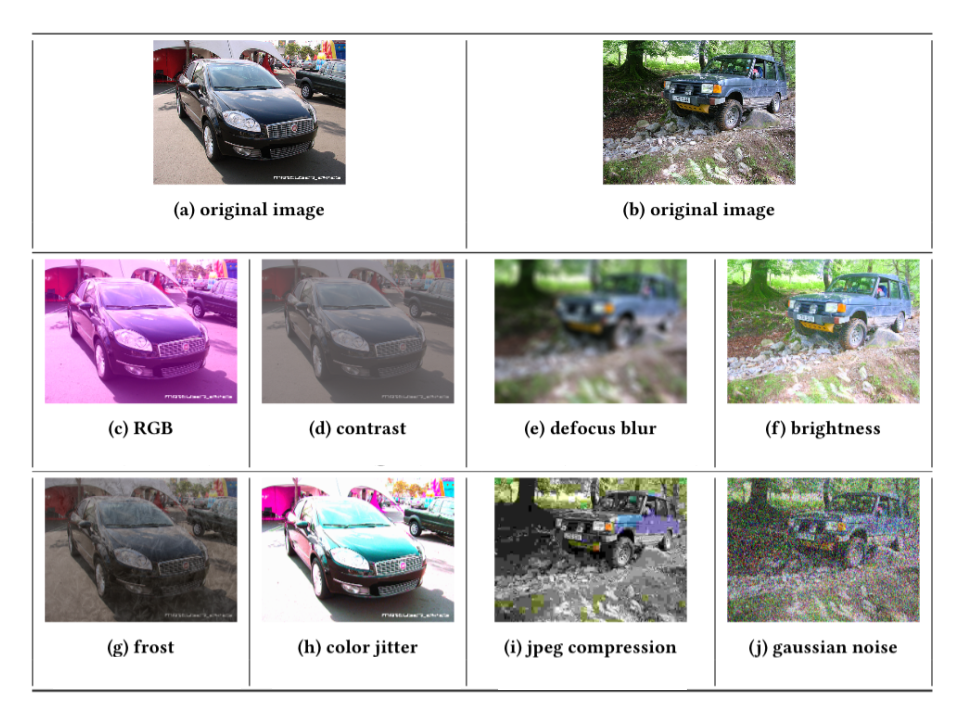 (a) original image
(b) original image
(c) RGB
(d) contrast
(e) defocus blur
(f) brightness
(g) frost
(h) color jitter
(i) jpeg compression
(j) gaussian noise